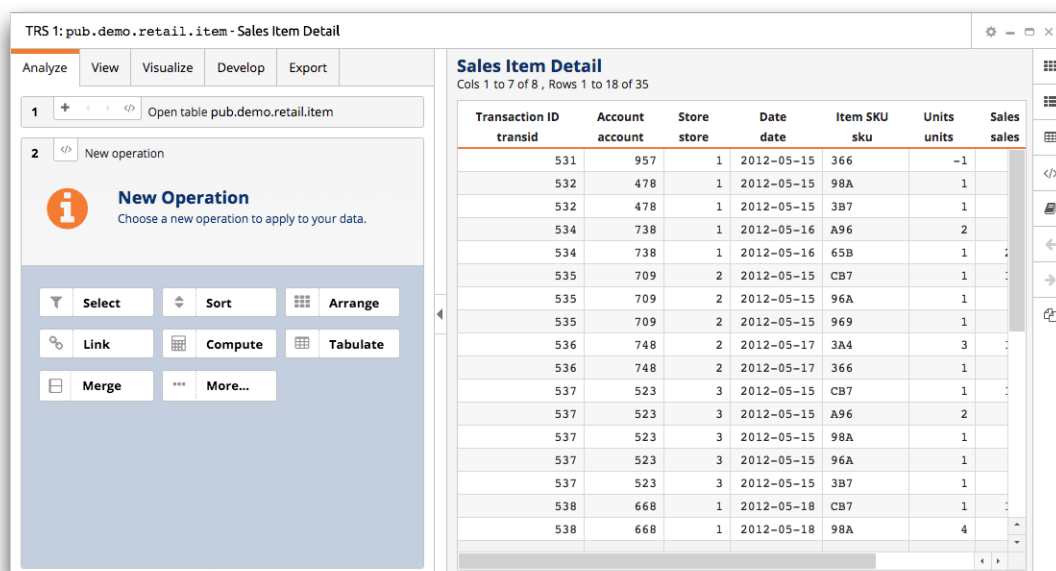 TRS 1: pub.demo.retail.item - Sales Item Detail
Analyze View Visualize Develop Export
1 Open table pub.demo.retail.item
2 New operation
New Operation
Choose a new operation to apply to your data.
Select Sort Arrange
Link Compute Tabulate
Merge More...
Sales Item Detail
Cols 1 to 7 of 8 , Rows 1 to 18 of 35
Transaction ID Account Store Date Item SKU Units Sales
transid account store date sku units sales
531 957 1 2012-05-15 366 -1
532 478 1 2012-05-15 98A 1
532 478 1 2012-05-15 3B7 1
534 738 1 2012-05-16 A96 2
534 738 1 2012-05-16 65B 1
535 709 2 2012-05-15 CB7 1
535 709 2 2012-05-15 96A 1
535 709 2 2012-05-15 969 1
536 748 2 2012-05-17 3A4 3
536 748 2 2012-05-17 366 1
537 523 3 2012-05-15 CB7 1
537 523 3 2012-05-15 A96 2
537 523 3 2012-05-15 98A 1
537 523 3 2012-05-15 96A 1
537 523 3 2012-05-15 3B7 1
538 668 1 2012-05-18 CB7 1
538 668 1 2012-05-18 98A 4